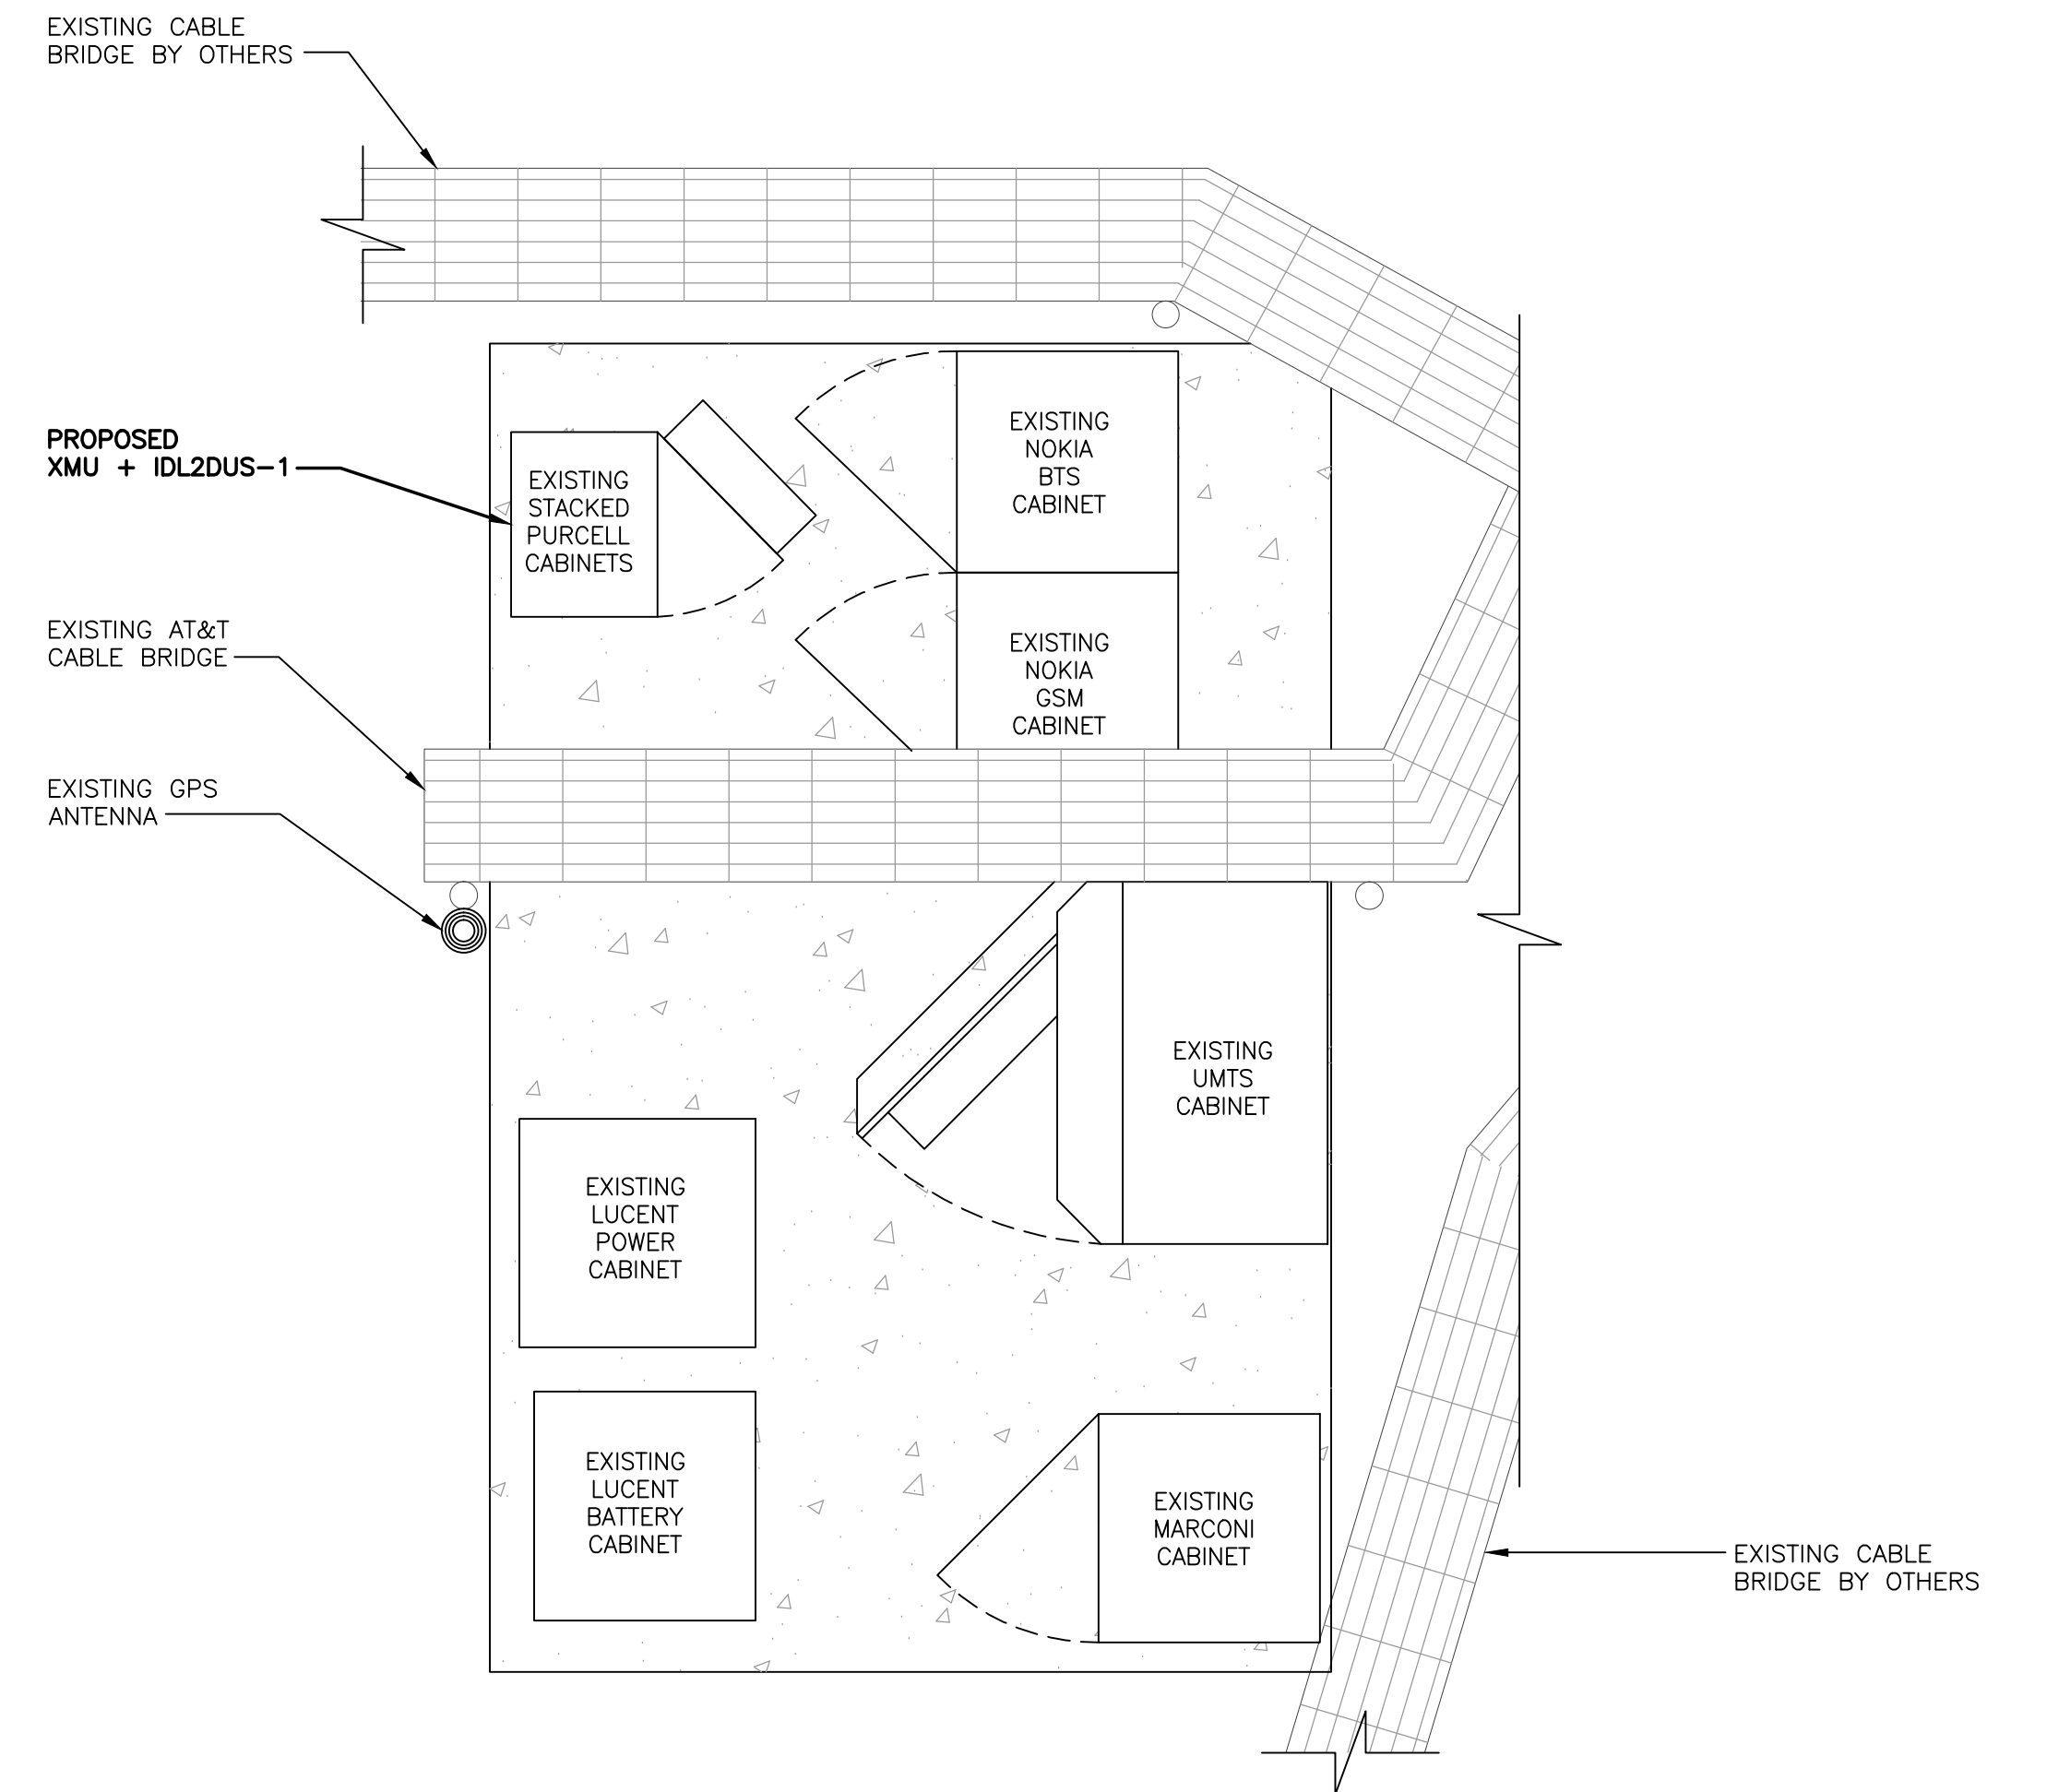 EXISTING CABLE
BRIDGE BY OTHERS
PROPOSED
XMU + IDL2DUS-1
EXISTING
STACKED
PURCELL
CABINETS
EXISTING
NOKIA
BTS
CABINET
EXISTING AT&T
CABLE BRIDGE
EXISTING
NOKIA
GSM
CABINET
EXISTING GPS
ANTENNA
EXISTING
UMTS
CABINET
EXISTING
LUCENT
POWER
CABINET
EXISTING
LUCENT
BATTERY
CABINET
EXISTING
MARCONI
CABINET
EXISTING CABLE
BRIDGE BY OTHERS